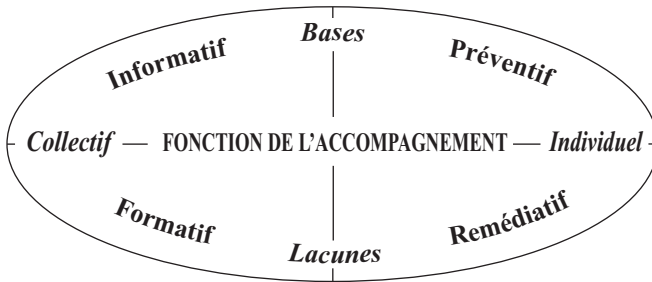 Bases
Informatif
Préventif
Collectif — FONCTION DE L'ACCOMPAGNEMENT — Individuel
Formatif
Remédiatif
Lacunes